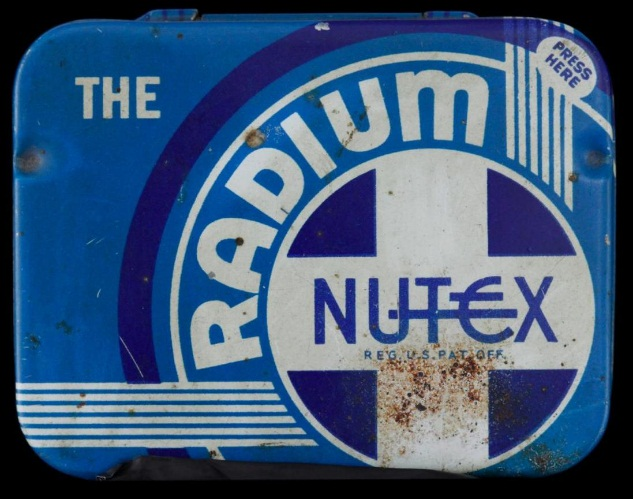 THE
RADIUM
PRESS
HERE
NUTEX
REG. U.S. PAT. OFF.